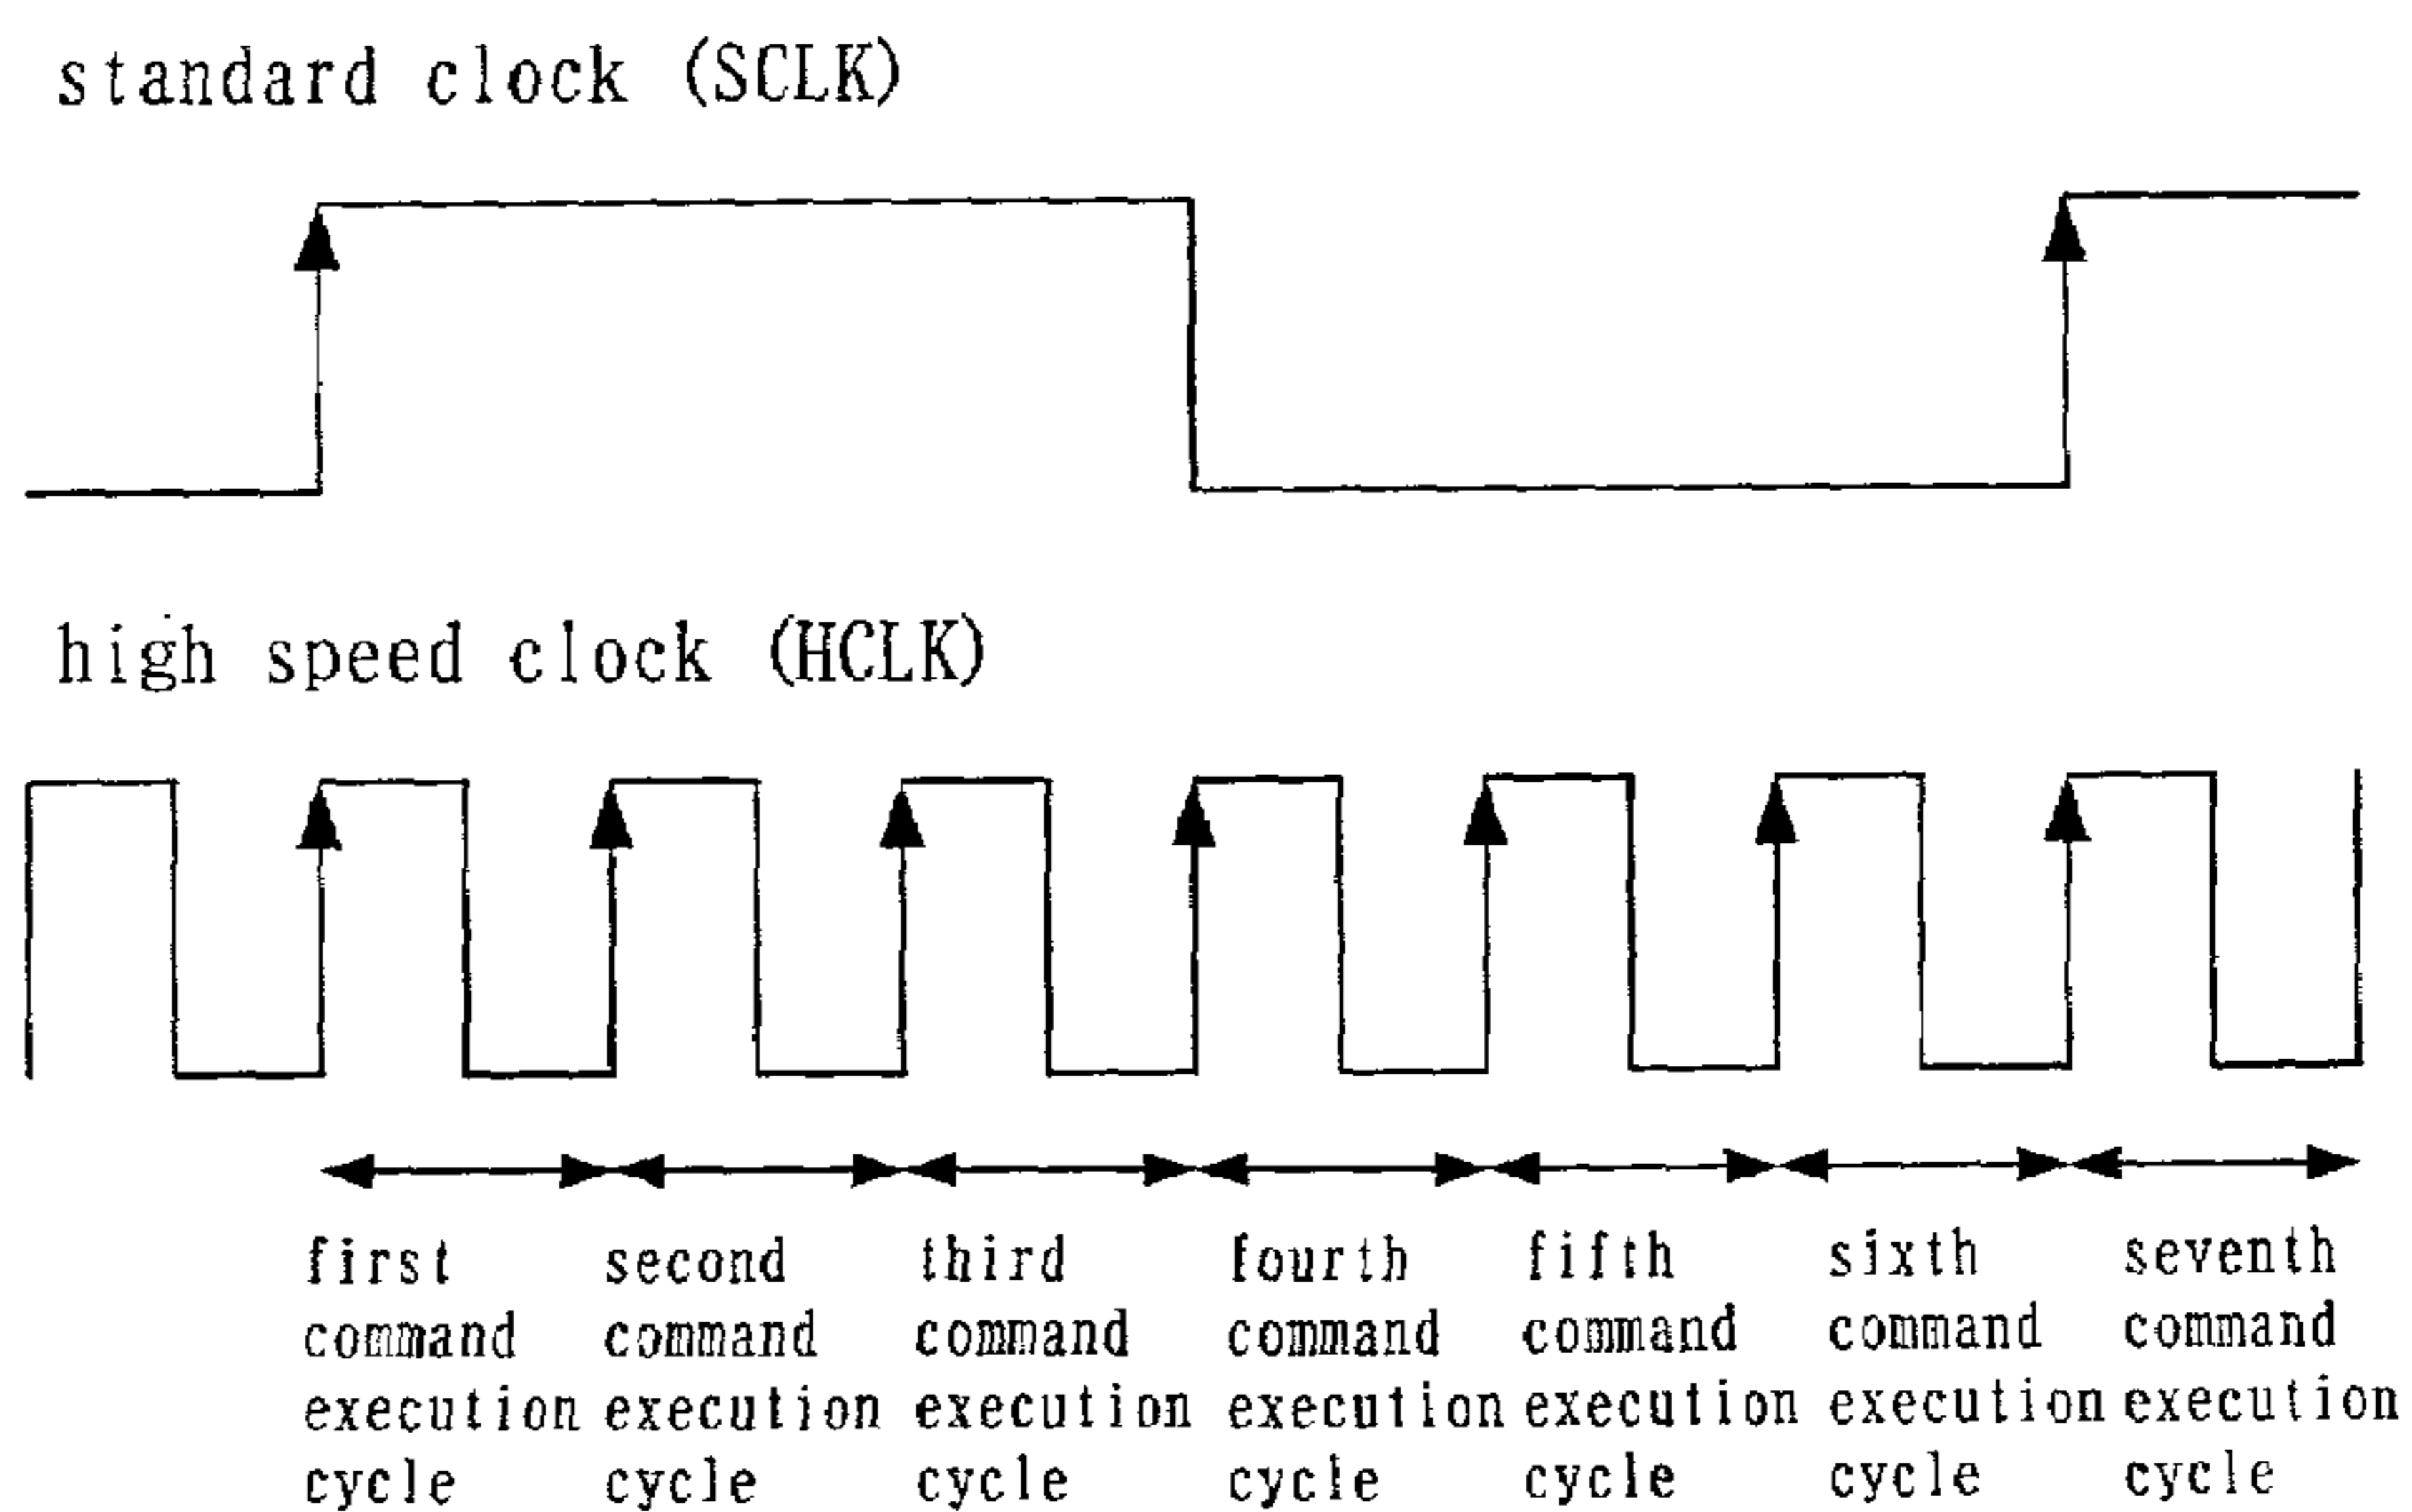 standard clock (SCLK)
high speed clock (HCLK)
first second third fourth fifth sixth seventh
command command command command command command command
execution execution execution execution execution execution execution
cycle cycle cycle cycle cycle cycle cycle